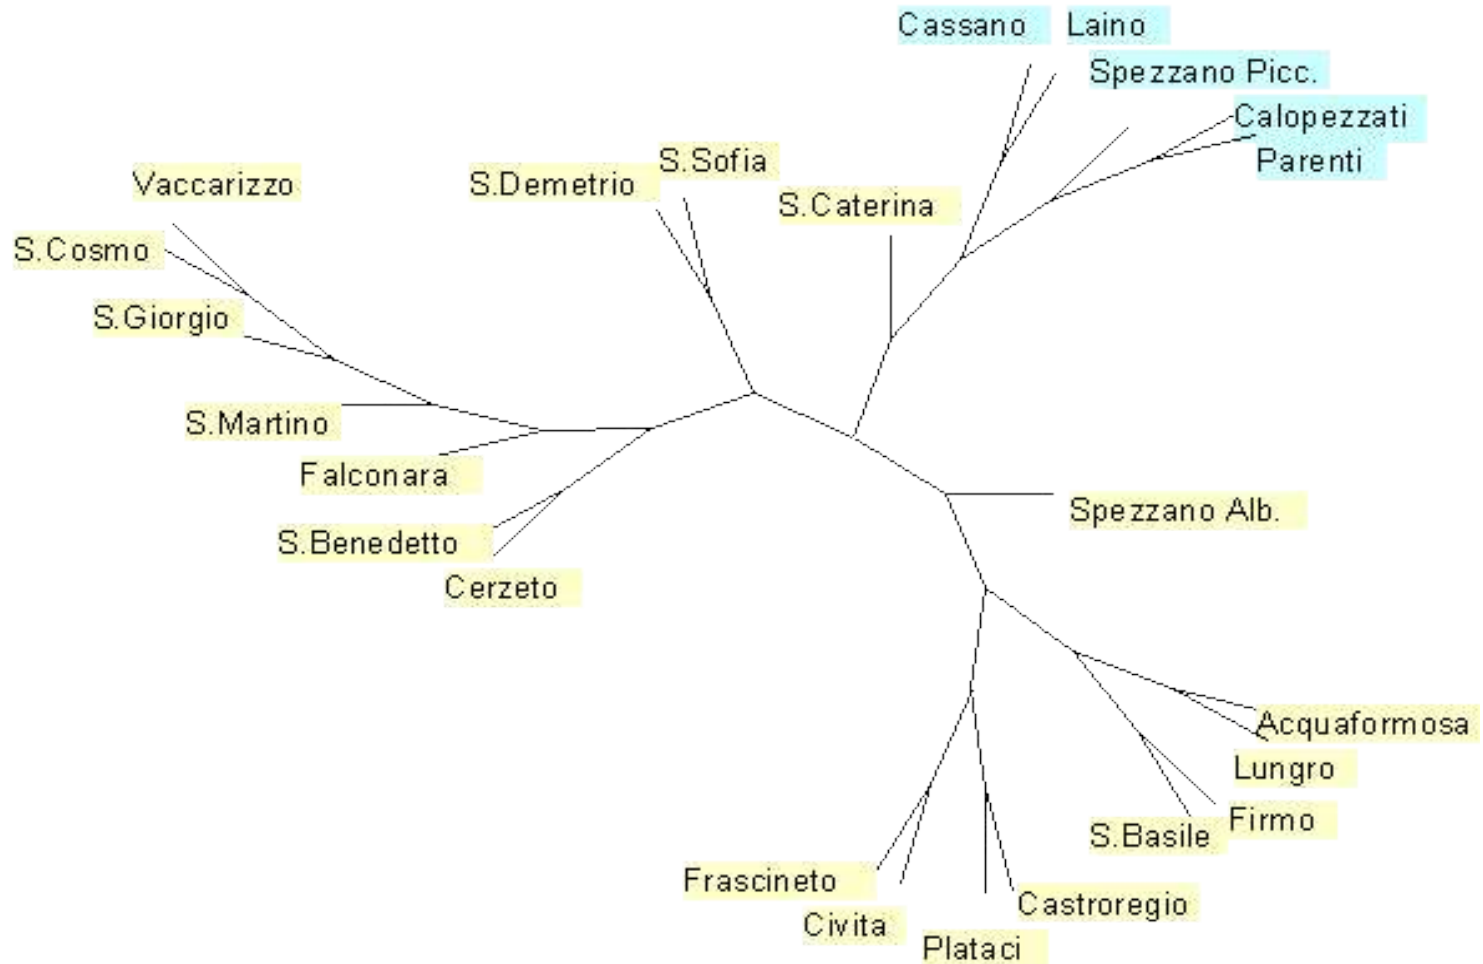 Cassano
Laino
Spezzano Picc.
Calopezzati
Parenti
S.Sofia
S.Demetrio
Vaccarizzo
S.Caterina
S.Cosmo
S.Giorgio
S.Martino
Falconara
Spezzano Alb.
S.Benedetto
Cerzeto
Acquaformosa
Lungro
Firmo
S.Basile
Frascineto
Castroregio
Civita
Plataci